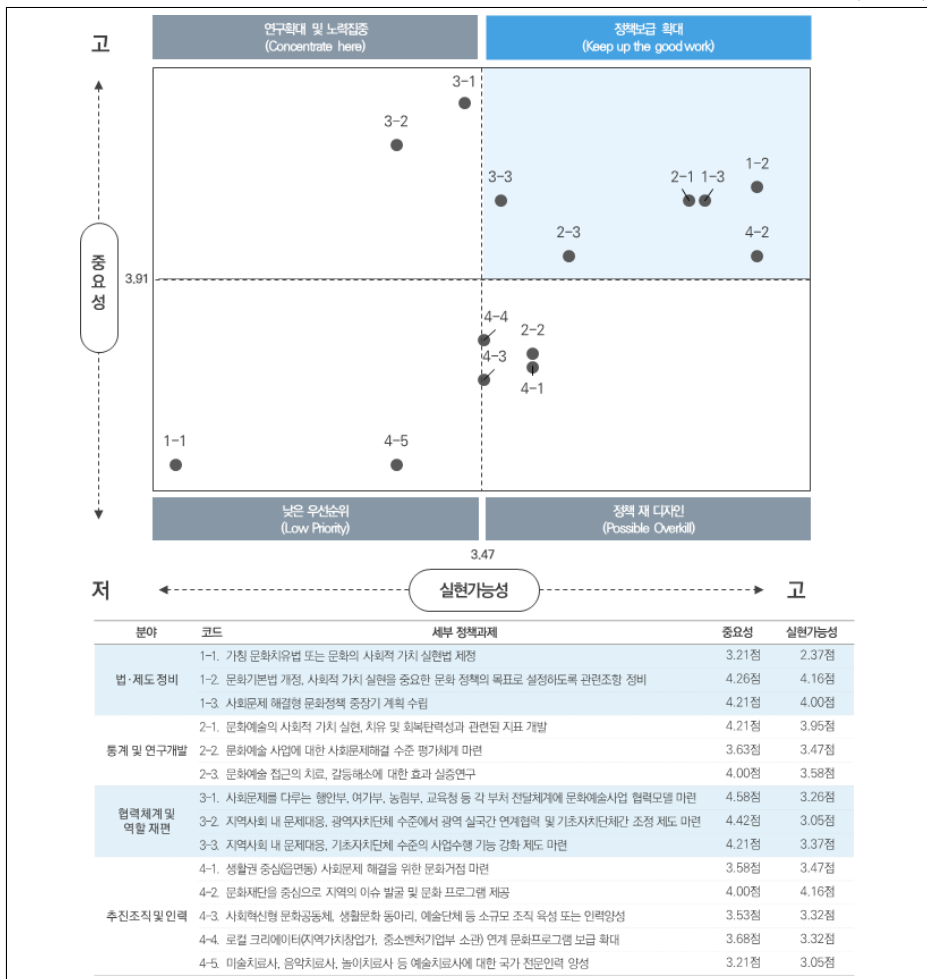 연구확대 및 노력집중
(Concentrate here)
정책보급 확대
(Keep up the good work)
고
3-1
3-2
3-3
2-1 1-3
1-2
2-3
4-2
중요성
3.91
4-4
2-2
4-3
4-1
1-1
4-5
낮은 우선순위
(Low Priority)
정책 재 디자인
(Possible Overkill)
3.47
저
실현가능성
고
분야 코드 세부 정책과제 중요성 실현가능성
법·제도 정비
1-1. 가칭 문화치유법 또는 문화의 사회적 가치 실현법 제정 3.21점 2.37점
1-2. 문화기본법 개정, 사회적 가치 실현을 중요한 문화 정책의 목표로 설정하도록 관련조항 정비 4.26점 4.16점
1-3. 사회문제 해결형 문화정책 중장기 계획 수립 4.21점 4.00점
통계 및 연구개발
2-1. 문화예술의 사회적 가치 실현, 치유 및 회복탄력성과 관련된 지표 개발 4.21점 3.95점
2-2. 문화예술 사업에 대한 사회문제해결 수준 평가체계 마련 3.63점 3.47점
2-3. 문화예술 접근의 치료, 갈등해소에 대한 효과 실증연구 4.00점 3.58점
협력체계 및
역할 재편
3-1. 사회문제를 다루는 행안부, 여가부, 농림부, 교육청 등 각 부처 전달체계에 문화예술사업 협력모델 마련 4.58점 3.26점
3-2. 지역사회 내 문제대응, 광역자치단체 수준에서 광역 실국간 연계협력 및 기초자치단체간 조정 제도 마련 4.42점 3.05점
3-3. 지역사회 내 문제대응, 기초자치단체 수준의 사업수행 기능 강화 제도 마련 4.21점 3.37점
추진조직 및 인력
4-1. 생활권 중심(읍면동) 사회문제 해결을 위한 문화거점 마련 3.58점 3.47점
4-2. 문화재단을 중심으로 지역의 이슈 발굴 및 문화 프로그램 제공 4.00점 4.16점
4-3. 사회혁신형 문화공동체, 생활문화 동아리, 예술단체 등 소규모 조직 육성 또는 인력양성 3.53점 3.32점
4-4. 로컬 크리에이터(지역가치창업가, 중소벤처기업부 소관) 연계 문화프로그램 보급 확대 3.68점 3.32점
4-5. 미술치료사, 음악치료사, 놀이치료사 등 예술치료사에 대한 국가 전문인력 양성 3.21점 3.05점